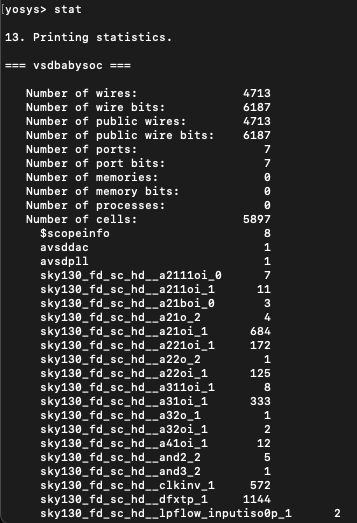 yosys> stat
13. Printing statistics.
=== vsdbabysoc ===
Number of wires: 4713
Number of wire bits: 6187
Number of public wires: 4713
Number of public wire bits: 6187
Number of ports: 7
Number of port bits: 7
Number of memories: 0
Number of memory bits: 0
Number of processes: 0
Number of cells: 5897
$scopeinfo 8
avsddac 1
avsdpll 1
sky130_fd_sc_hd__a2111oi_0 7
sky130_fd_sc_hd__a211oi_1 11
sky130_fd_sc_hd__a21boi_0 3
sky130_fd_sc_hd__a21o_2 4
sky130_fd_sc_hd__a21oi_1 684
sky130_fd_sc_hd__a221oi_1 172
sky130_fd_sc_hd__a22o_2 1
sky130_fd_sc_hd__a22oi_1 125
sky130_fd_sc_hd__a311oi_1 8
sky130_fd_sc_hd__a31oi_1 333
sky130_fd_sc_hd__a32o_1 1
sky130_fd_sc_hd__a32oi_1 2
sky130_fd_sc_hd__a41oi_1 12
sky130_fd_sc_hd__and2_2 5
sky130_fd_sc_hd__and3_2 1
sky130_fd_sc_hd__clkinv_1 572
sky130_fd_sc_hd__dfxtp_1 1144
sky130_fd_sc_hd__lpflow_inputiso0p_1 2